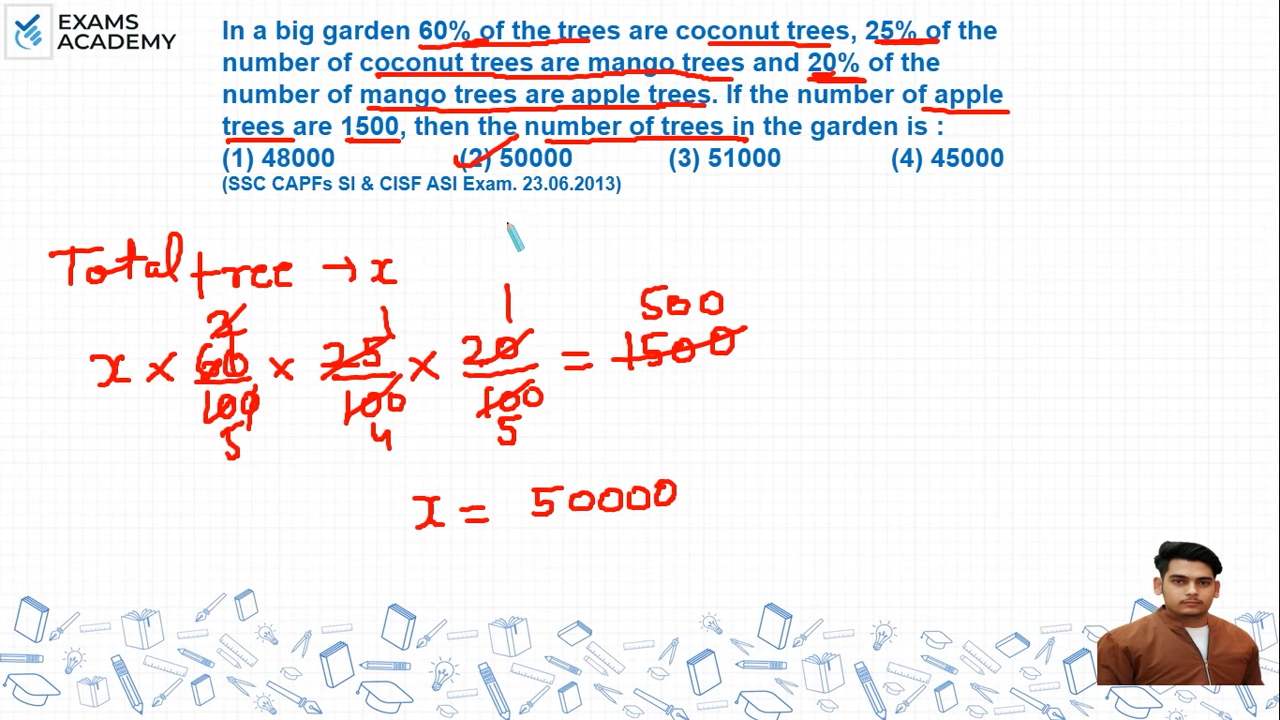 EXAMS
ACADEMY
In a big garden 60% of the trees are coconut trees, 25% of the
number of coconut trees are mango trees and 20% of the
number of mango trees are apple trees. If the number of apple
trees are 1500, then the number of trees in the garden is :
(1) 48000 (2) 50000 (3) 51000 (4) 45000
(SSC CAPFs SI & CISF ASI Exam. 23.06.2013)
Total tree → x
1 1 500
x × 60/100 × 25/100 × 20/100 = 1500
5 4 5
x = 50000